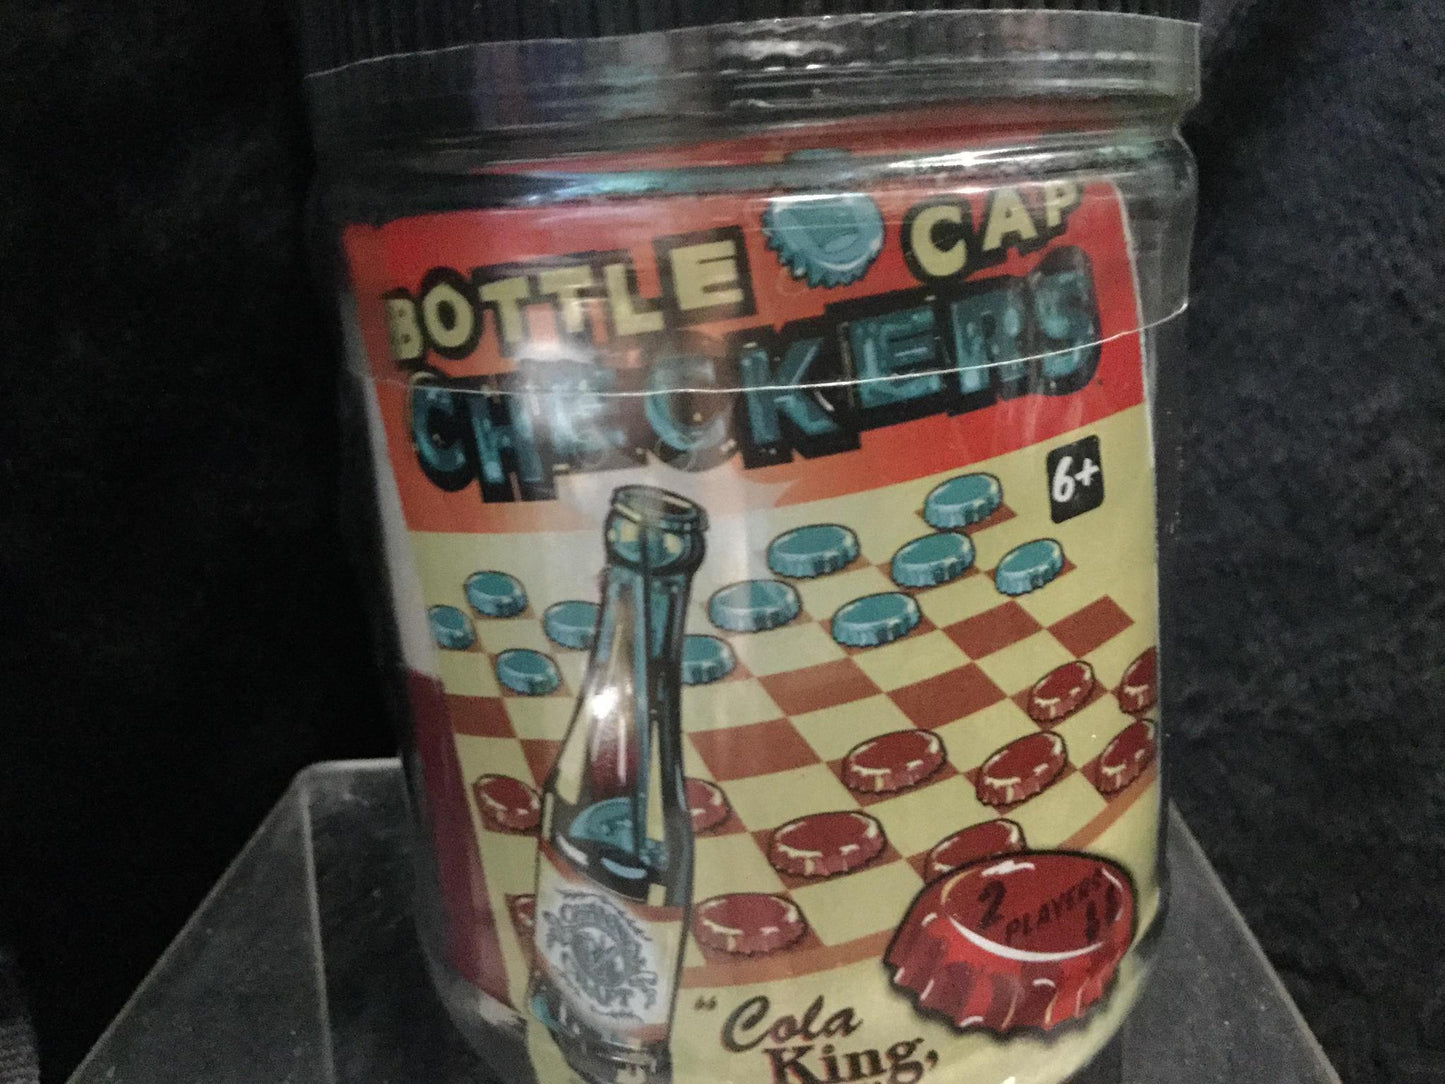 BOTTLE CAP
CHECKERS
6+
2
PLAYERS
!!
"Cola
King,